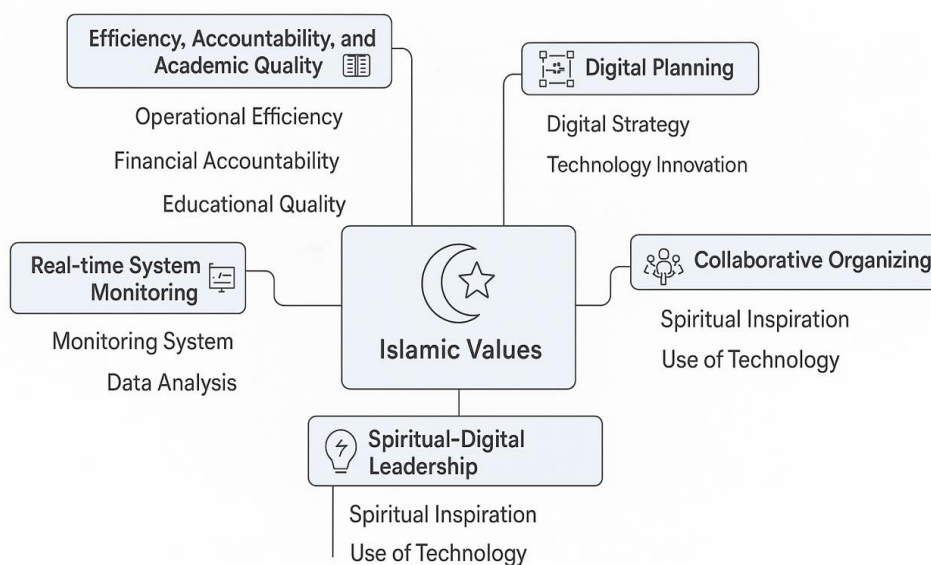 Efficiency, Accountability, and
Academic Quality
Operational Efficiency
Financial Accountability
Educational Quality
Digital Planning
Digital Strategy
Technology Innovation
Real-time System
Monitoring
Monitoring System
Data Analysis
Islamic Values
Collaborative Organizing
Spiritual Inspiration
Use of Technology
Spiritual-Digital
Leadership
Spiritual Inspiration
Use of Technology